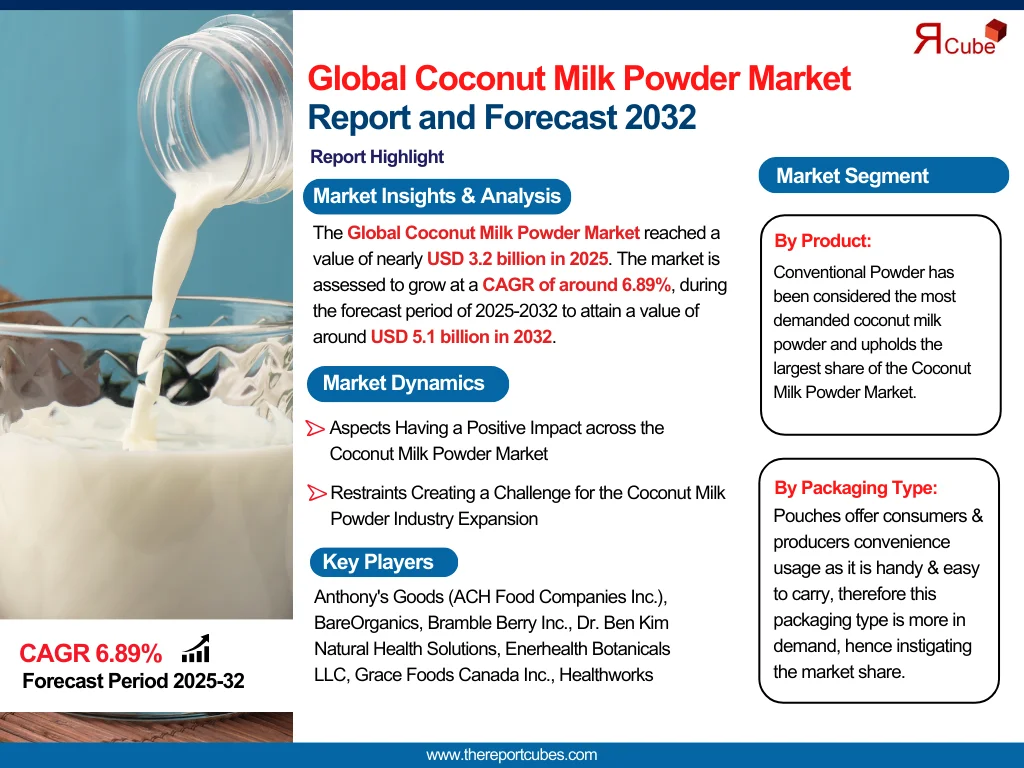 ЯCube
Global Coconut Milk Powder Market
Report and Forecast 2032
Report Highlight
Market Insights & Analysis
The Global Coconut Milk Powder Market reached a
value of nearly USD 3.2 billion in 2025. The market is
assessed to grow at a CAGR of around 6.89%, during
the forecast period of 2025-2032 to attain a value of
around USD 5.1 billion in 2032.
Market Dynamics
Aspects Having a Positive Impact across the
Coconut Milk Powder Market
Restraints Creating a Challenge for the Coconut Milk
Powder Industry Expansion
Key Players
Anthony's Goods (ACH Food Companies Inc.),
BareOrganics, Bramble Berry Inc., Dr. Ben Kim
Natural Health Solutions, Enerhealth Botanicals
LLC, Grace Foods Canada Inc., Healthworks
Market Segment
By Product:
Conventional Powder has
been considered the most
demanded coconut milk
powder and upholds the
largest share of the Coconut
Milk Powder Market.
By Packaging Type:
Pouches offer consumers &
producers convenience
usage as it is handy & easy
to carry, therefore this
packaging type is more in
demand, hence instigating
the market share.
CAGR 6.89%
Forecast Period 2025-32
www.thereportcubes.com